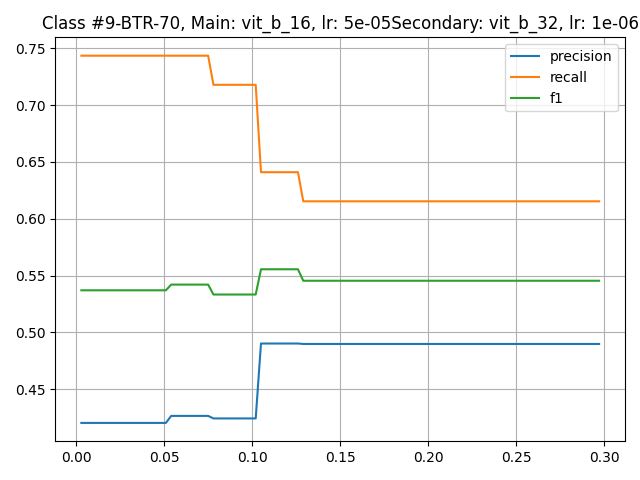 Class #9-BTR-70, Main: vit_b_16, lr: 5e-05Secondary: vit_b_32, lr: 1e-06
precision
recall
f1
0.75
0.70
0.65
0.60
0.55
0.50
0.45
0.00 0.05 0.10 0.15 0.20 0.25 0.30